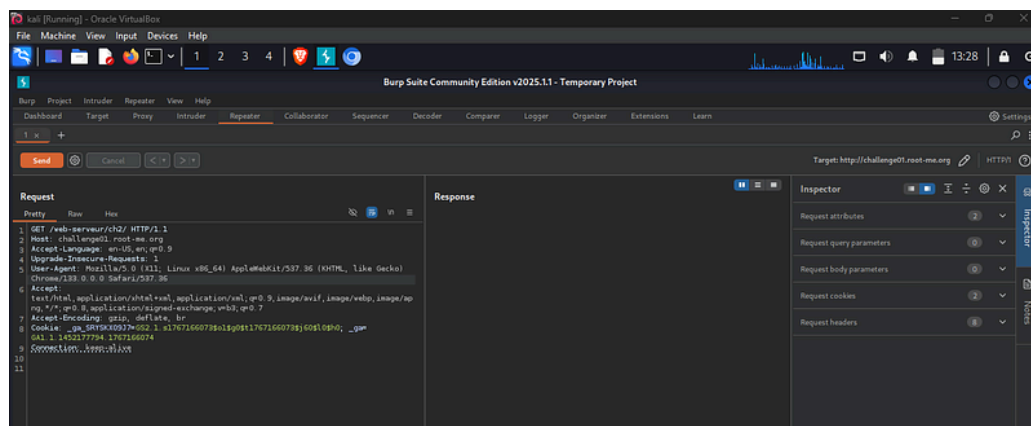 kali [Running] - Oracle VirtualBox
File Machine View Input Devices Help
1 2 3 4 13:28
Burp Suite Community Edition v2025.1.1 - Temporary Project
Burp Project Intruder Repeater View Help
Dashboard Target Proxy Intruder Repeater Collaborator Sequencer Decoder Comparer Logger Organizer Extensions Learn Settings
1 × +
Send Cancel < > Target: http://challenge01.root-me.org HTTP/1
Request Response Inspector
Pretty Raw Hex \n
1 GET /web-serveur/ch2/ HTTP/1.1
2 Host: challenge01.root-me.org
3 Accept-Language: en-US,en;q=0.9
4 Upgrade-Insecure-Requests: 1
5 User-Agent: Mozilla/5.0 (X11; Linux x86_64) AppleWebKit/537.36 (KHTML, like Gecko)
Chrome/133.0.0.0 Safari/537.36
6 Accept:
text/html,application/xhtml+xml,application/xml;q=0.9,image/avif,image/webp,image/ap
ng,*/*;q=0.8,application/signed-exchange;v=b3;q=0.7
7 Accept-Encoding: gzip, deflate, br
8 Cookie: _ga_SRYSKX09J7=GS2.1.s1767166073$o1$g0$t1767166073$j60$l0$h0; _ga=
GA1.1.1452177794.1767166074
9 Connection: keep-alive
10
11
Request attributes 2
Request query parameters 0
Request body parameters 0
Request cookies 2
Request headers 8
Inspector
Notes